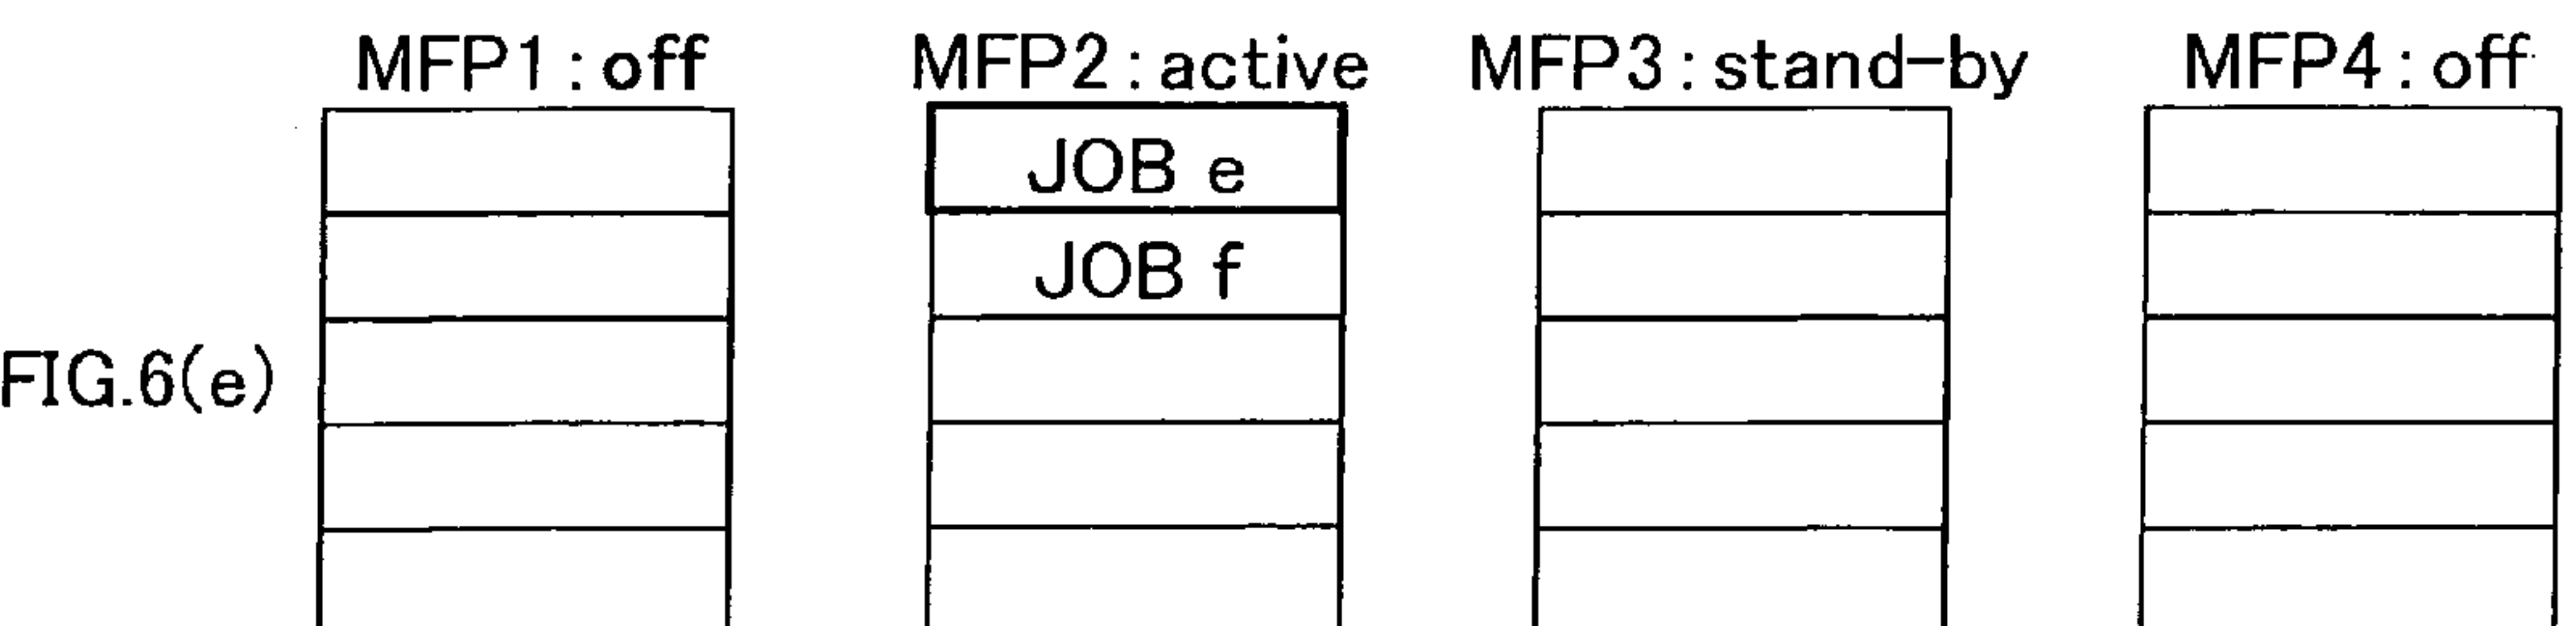 MFP1:off MFP2:active MFP3:stand-by MFP4:off
JOB e
JOB f
FIG.6(e)